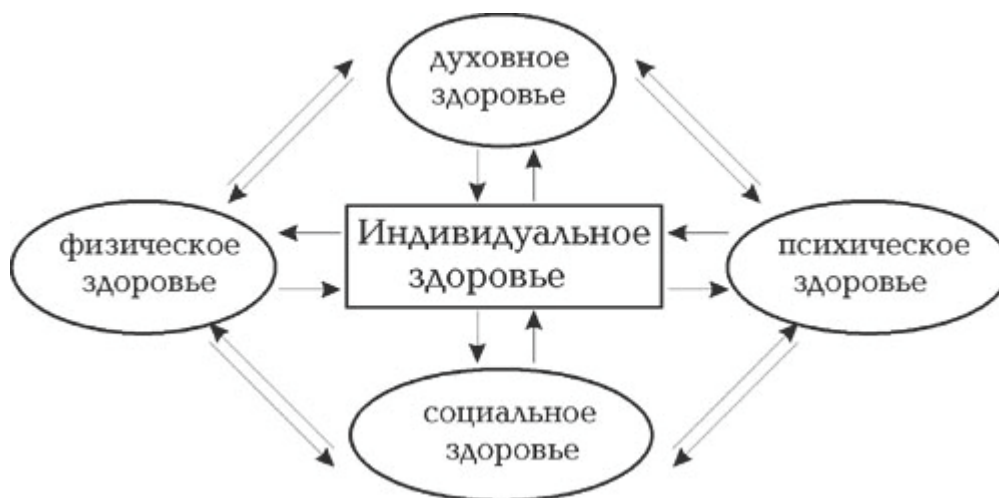 духовное
здоровье
физическое
здоровье
Индивидуальное
здоровье
психическое
здоровье
социальное
здоровье